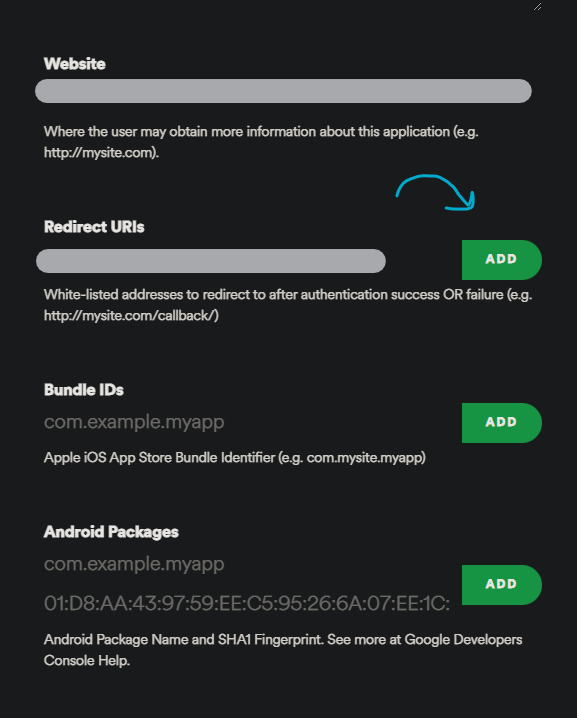 Website
Where the user may obtain more information about this application (e.g.
http://mysite.com).
Redirect URIs
ADD
White-listed addresses to redirect to after authentication success OR failure (e.g.
http://mysite.com/callback/)
Bundle IDs
com.example.myapp
ADD
Apple iOS App Store Bundle Identifier (e.g. com.mysite.myapp)
Android Packages
com.example.myapp
ADD
01:D8:AA:43:97:59:EE:C5:95:26:6A:07:EE:1C:
Android Package Name and SHA1 Fingerprint. See more at Google Developers
Console Help.